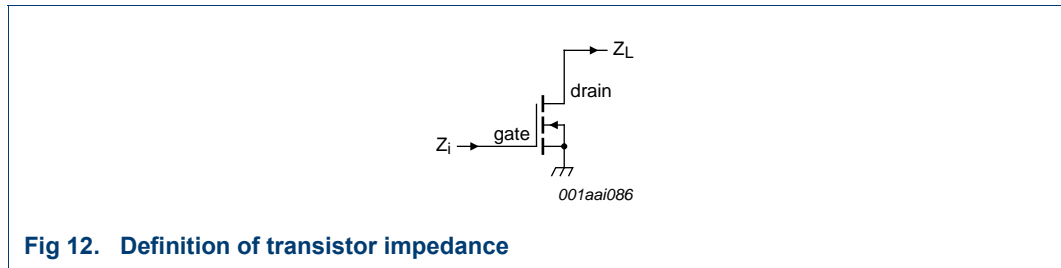 Z_L
drain
gate
Z_i
001aai086
Fig 12. Definition of transistor impedance